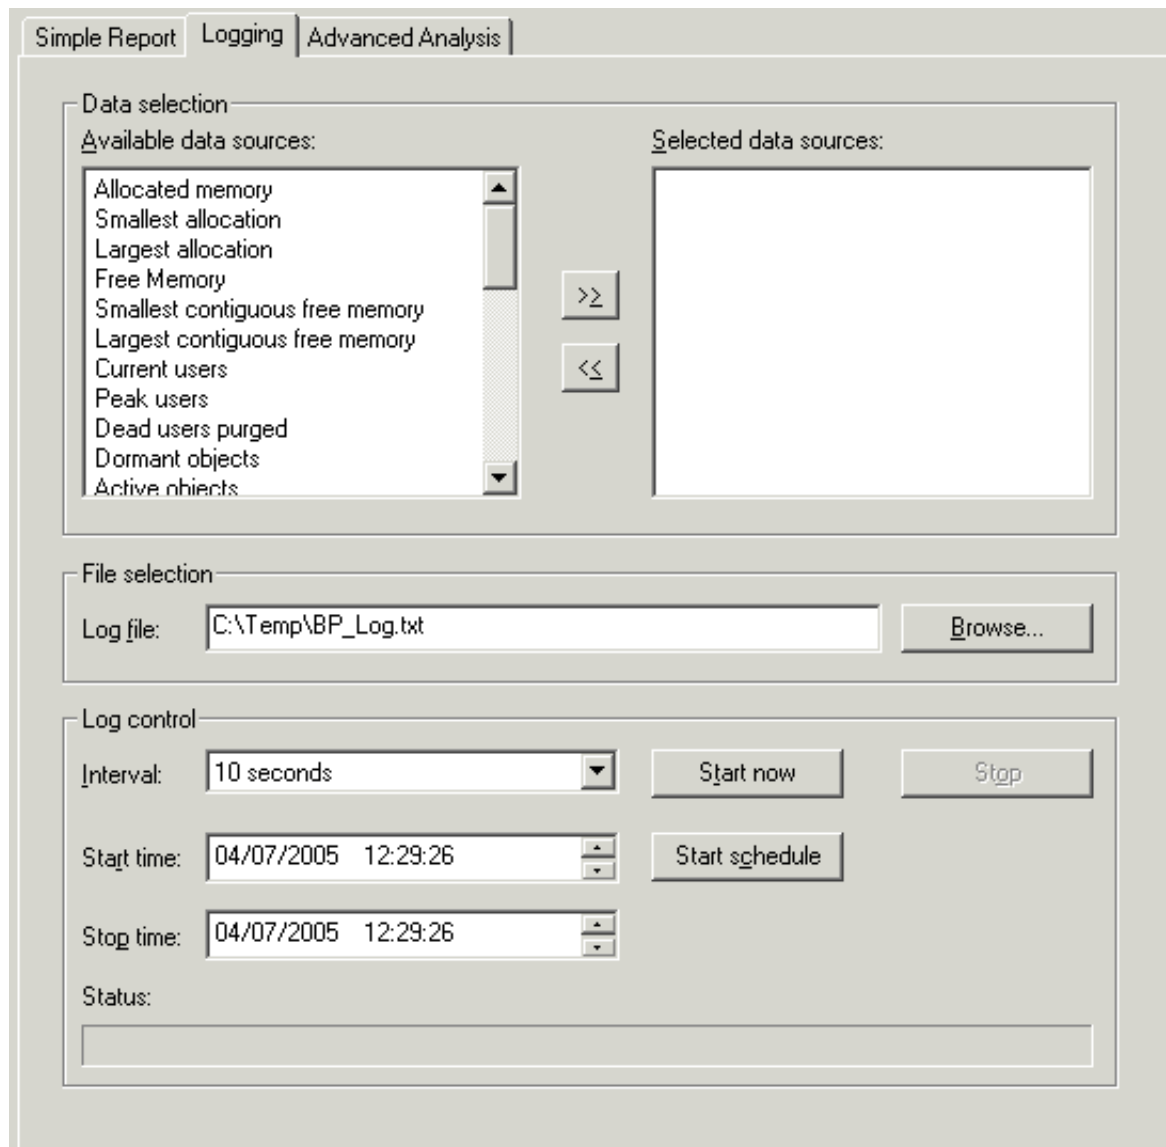 Simple Report Logging Advanced Analysis
Data selection
Available data sources: Selected data sources:
Allocated memory
Smallest allocation
Largest allocation
Free Memory
Smallest contiguous free memory
Largest contiguous free memory
Current users
Peak users
Dead users purged
Dormant objects
Active objects
>>
<<
File selection
Log file: C:\Temp\BP_Log.txt Browse...
Log control
Interval: 10 seconds Start now Stop
Start time: 04/07/2005 12:29:26 Start schedule
Stop time: 04/07/2005 12:29:26
Status: